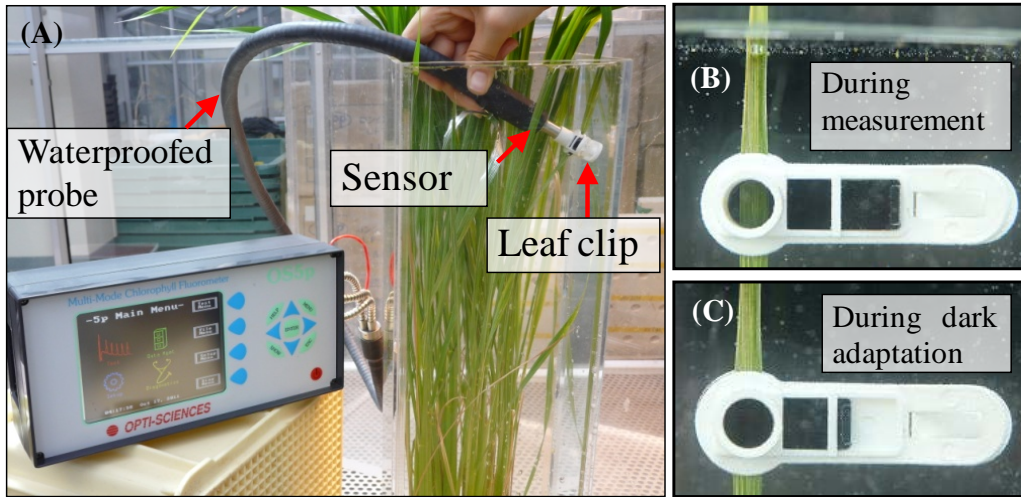 (A)
Waterproofed
probe
Sensor
Leaf clip
Multi-Mode Chlorophyll Fluorometer
OS5p
-5p Main Menu-
OPTI-SCIENCES
(B)
During
measurement
(C)
During dark
adaptation